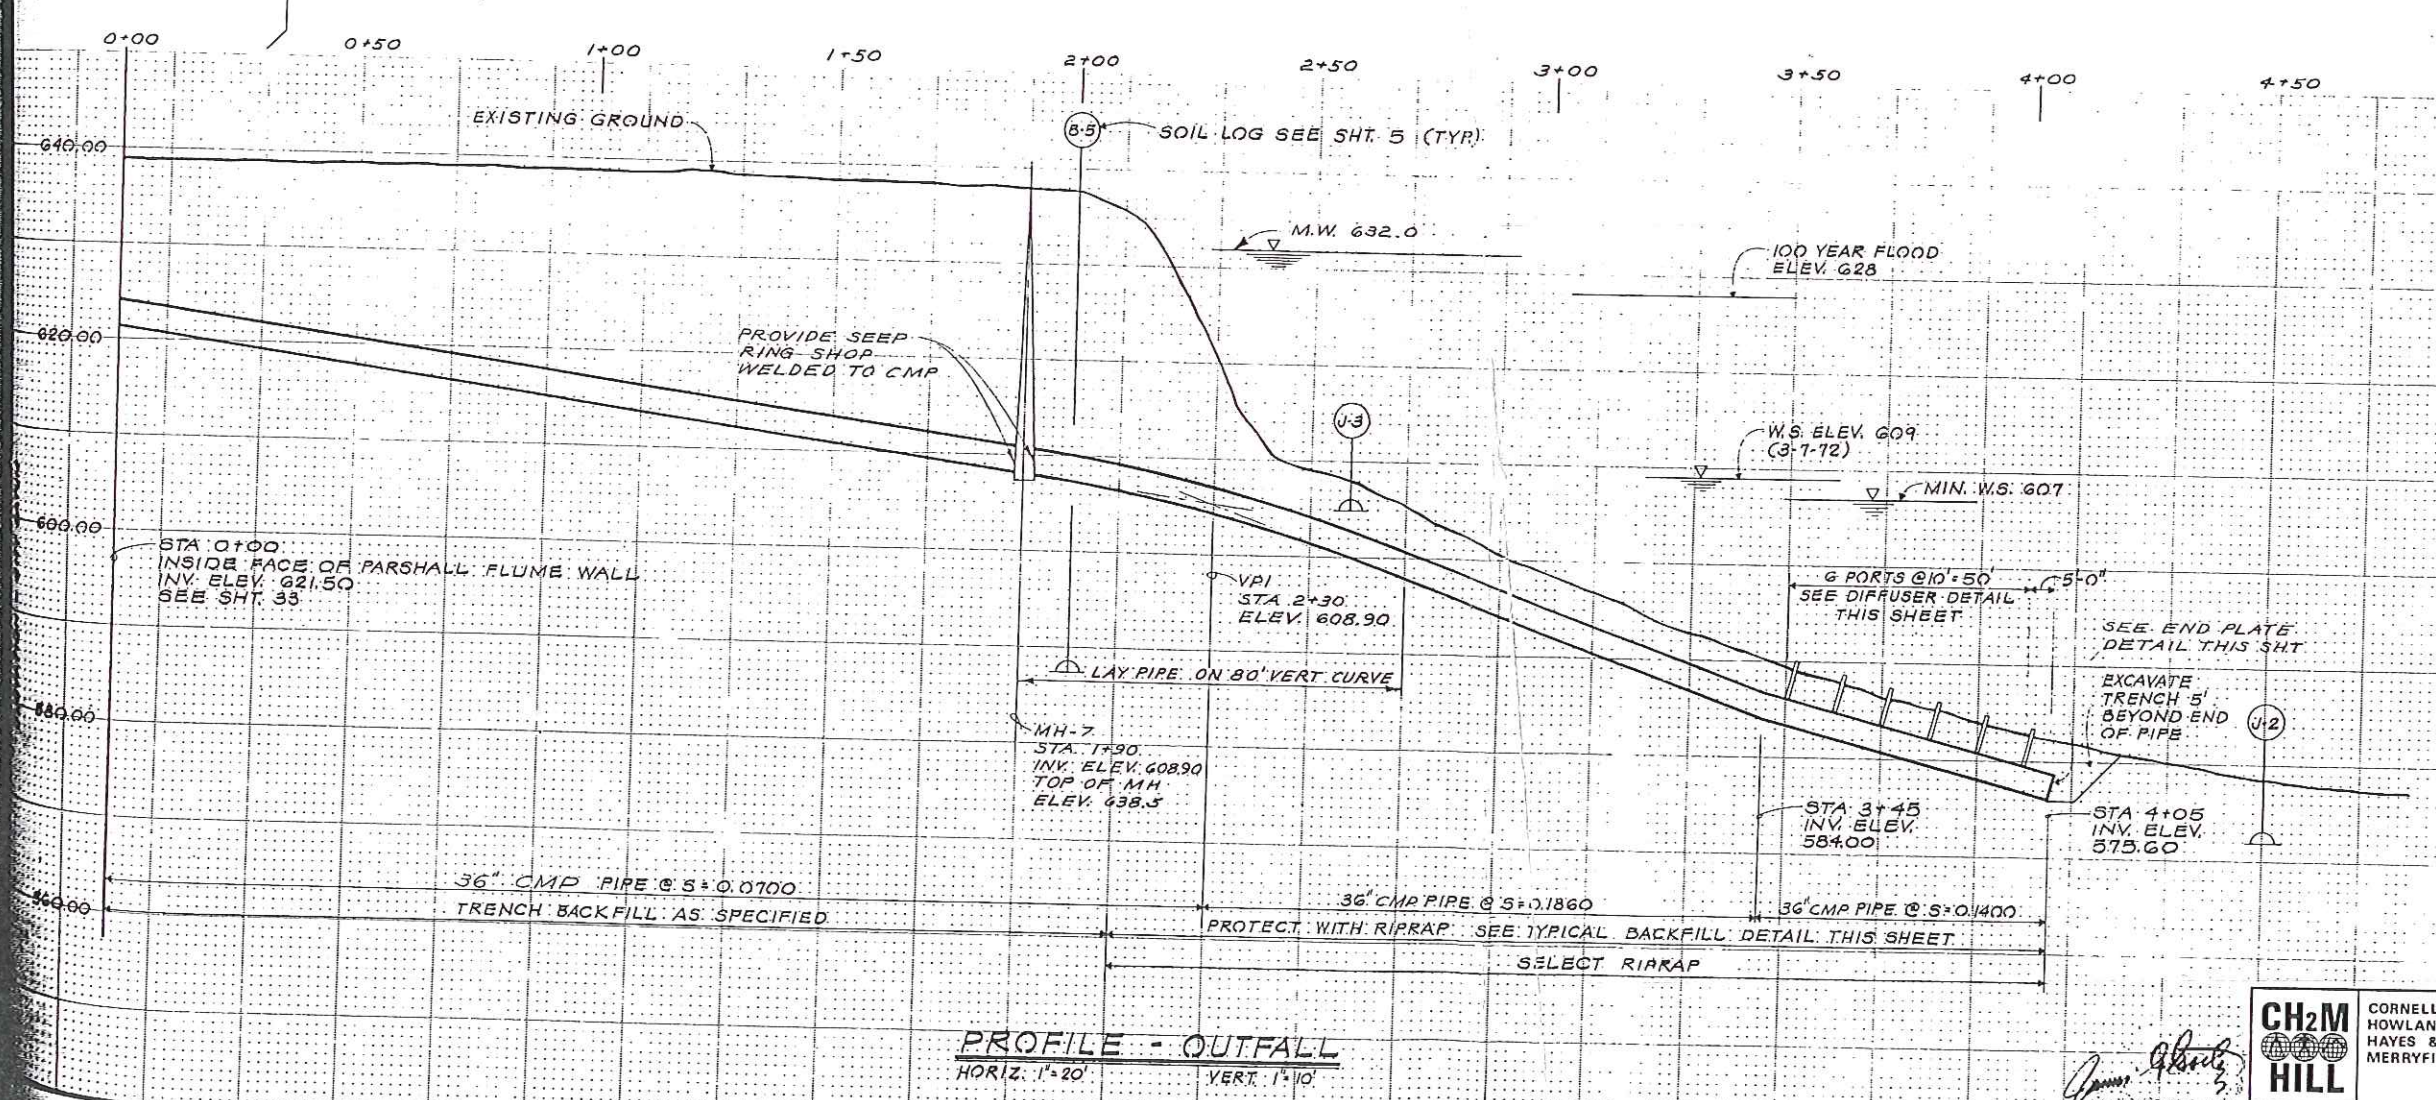 0+00
0+50
1+00
1+50
2+00
2+50
3+00
3+50
4+00
4+50
EXISTING GROUND
B-5
SOIL LOG SEE SHT. 5 (TYP.)
640.00
M.W. 632.0
100 YEAR FLOOD
ELEV. 628
620.00
PROVIDE SEEP
RING SHOP
WELDED TO CMP
J-3
W.S. ELEV. 609
(3-7-72)
MIN. W.S. 607
600.00
STA 0+00
INSIDE FACE OF PARSHALL FLUME WALL
INV. ELEV. 621.50
SEE SHT. 33
VPI
STA. 2+30
ELEV. 608.90
6 PORTS @ 10' = 50'
5'-0"
SEE DIFFUSER DETAIL
THIS SHEET
SEE END PLATE
DETAIL THIS SHT
LAY PIPE ON 80' VERT CURVE
EXCAVATE
TRENCH 5'
BEYOND END
OF PIPE
J-2
580.00
MH-7
STA. 1+90
INV. ELEV. 608.90
TOP OF MH
ELEV. 638.5
STA 3+45
INV. ELEV.
584.00
STA 4+05
INV. ELEV.
575.60
560.00
36" CMP PIPE @ S=0.0700
TRENCH BACKFILL AS SPECIFIED
36" CMP PIPE @ S=0.1860
36" CMP PIPE @ S=0.1400
PROTECT WITH RIPRAP SEE TYPICAL BACKFILL DETAIL THIS SHEET
SELECT RIPRAP
PROFILE - OUTFALL
HORIZ. 1"=20' VERT. 1"=10'
CH2M
HILL
CORNELL
HOWLAN
HAYES &
MERRYFI